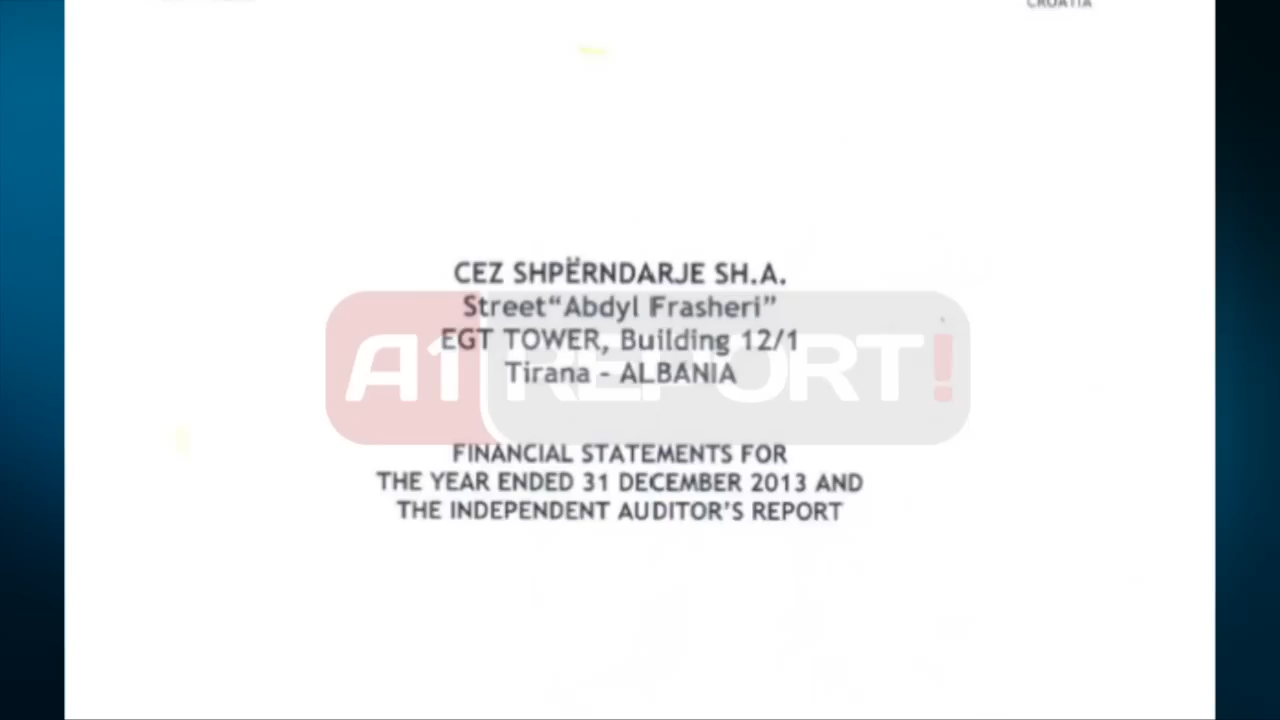 CROATIA
CEZ SHPËRNDARJE SH.A.
Street“Abdyl Frasheri”
EGT TOWER, Building 12/1
Tirana - ALBANIA
A1 REPORT!
FINANCIAL STATEMENTS FOR
THE YEAR ENDED 31 DECEMBER 2013 AND
THE INDEPENDENT AUDITOR’S REPORT